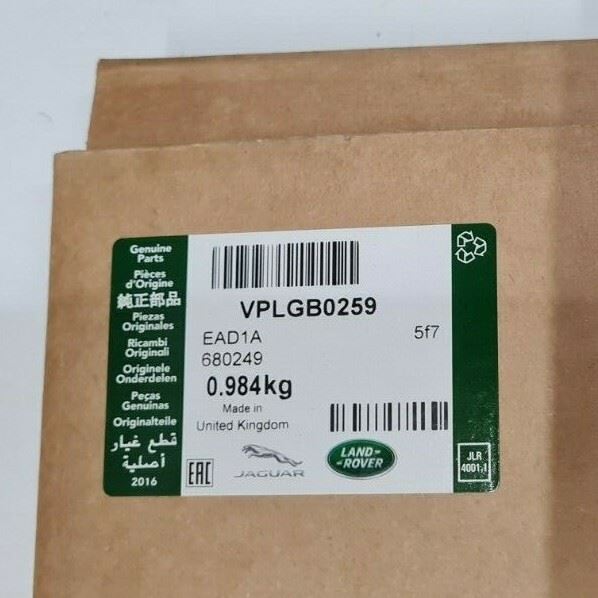 Genuine
Parts
Pièces
d'Origine
純正部品
Piezas
Originales
Ricambi
Originali
Originele
Onderdelen
Peças
Genuinas
Originalteile
قطع غيار
أصلية
2016
VPLGB0259
EAD1A
5f7
680249
0.984kg
Made in
United Kingdom
EAC
JAGUAR
LAND-
-ROVER
JLR
4001-1